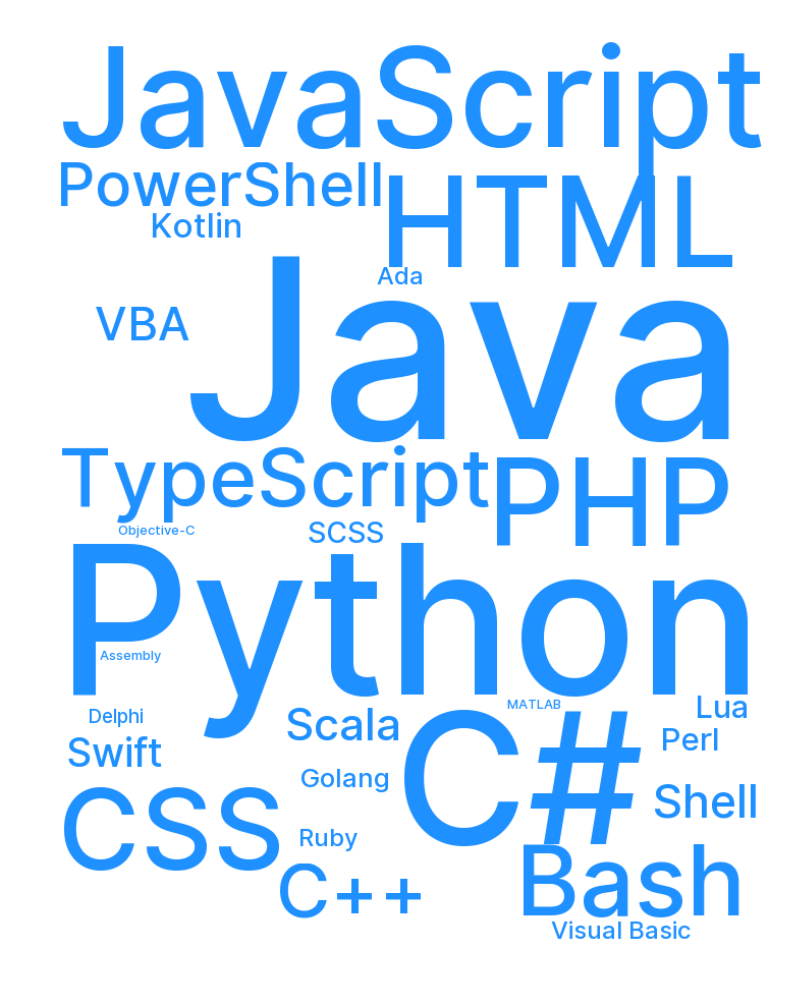 JavaScript
PowerShell
HTML
Kotlin
Ada
Java
VBA
TypeScript
PHP
Objective-C
SCSS
Python
Assembly
MATLAB
Lua
Delphi
Scala
C#
Perl
Swift
Golang
CSS
Shell
Ruby
Bash
C++
Visual Basic